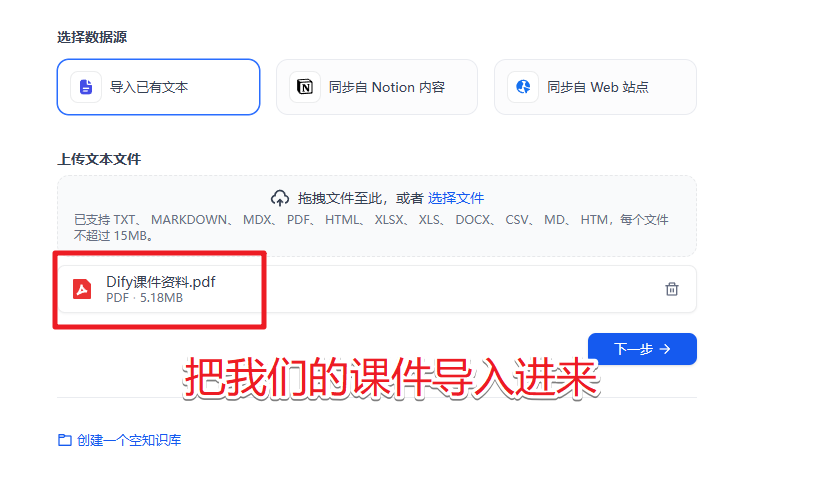 选择数据源
导入已有文本
同步自 Notion 内容
同步自 Web 站点
上传文本文件
拖拽文件至此，或者 选择文件
已支持 TXT、 MARKDOWN、 MDX、 PDF、 HTML、 XLSX、 XLS、 DOCX、 CSV、 MD、 HTM，每个文件
不超过 15MB。
Dify课件资料.pdf
PDF · 5.18MB
下一步 →
把我们的课件导入进来
创建一个空知识库